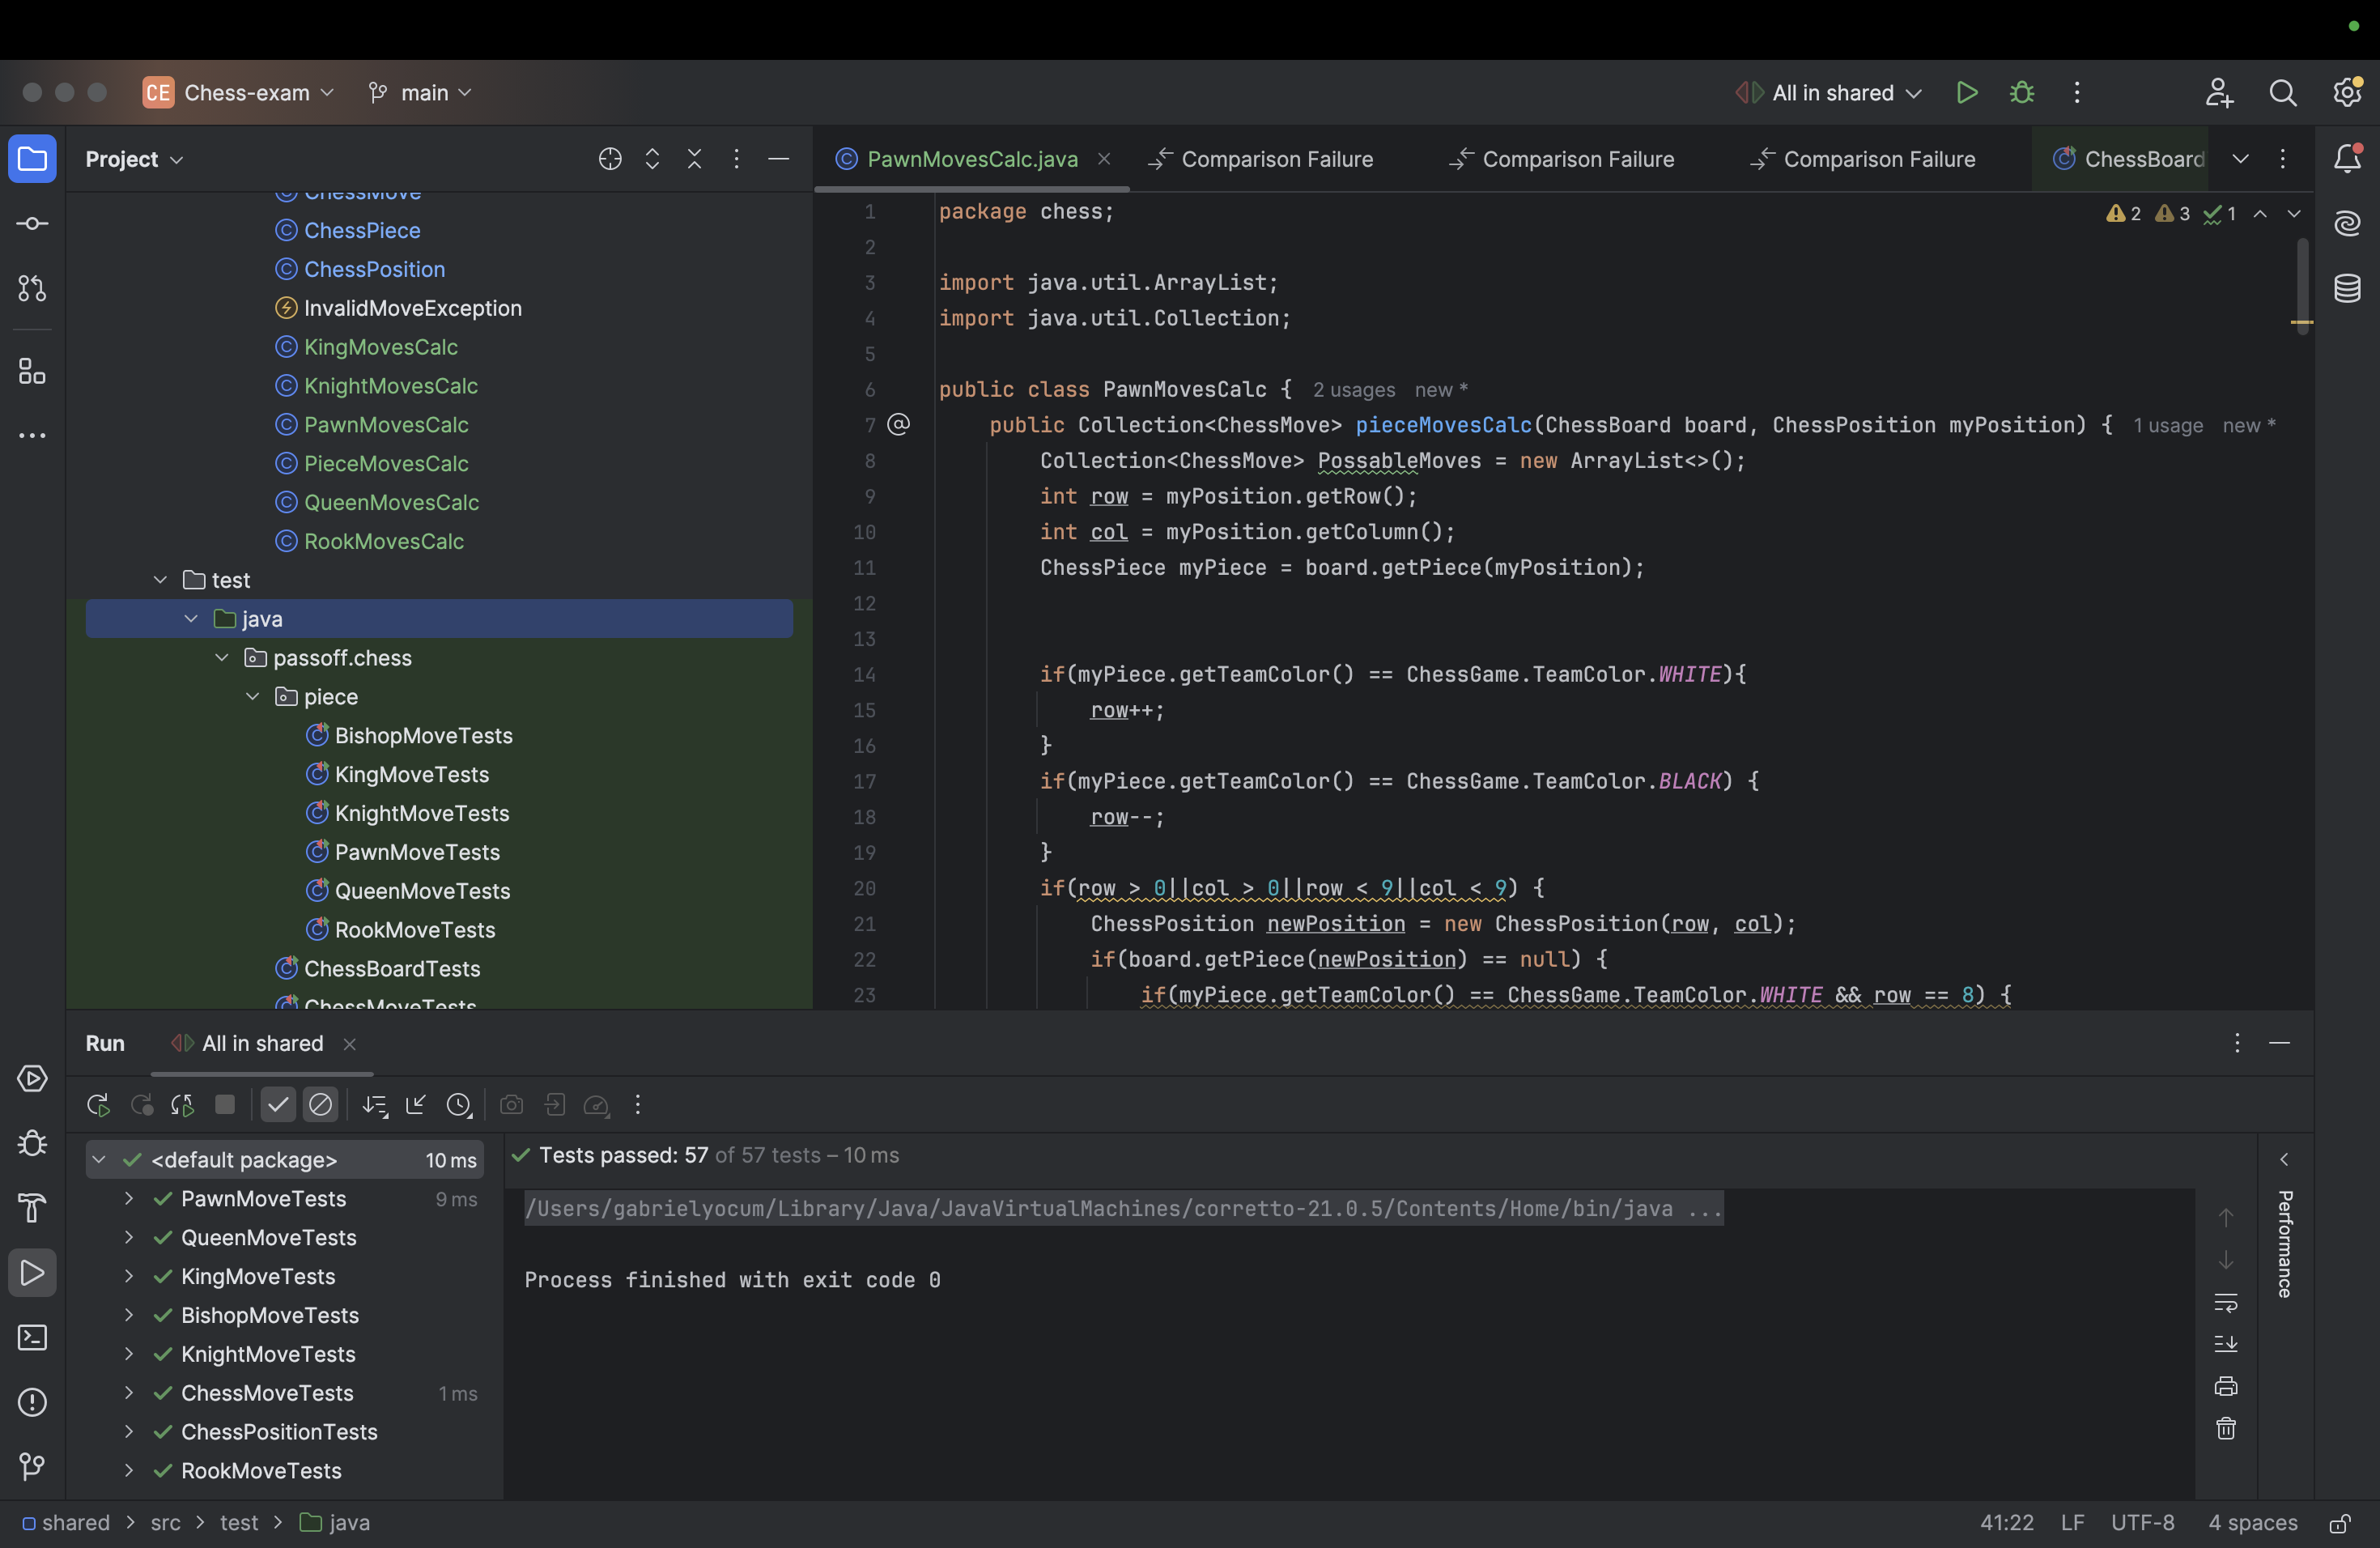 CE Chess-exam main All in shared
Project
ChessMove
ChessPiece
ChessPosition
InvalidMoveException
KingMovesCalc
KnightMovesCalc
PawnMovesCalc
PieceMovesCalc
QueenMovesCalc
RookMovesCalc
test
java
passoff.chess
piece
BishopMoveTests
KingMoveTests
KnightMoveTests
PawnMoveTests
QueenMoveTests
RookMoveTests
ChessBoardTests
ChessMoveTests
PawnMovesCalc.java Comparison Failure Comparison Failure Comparison Failure ChessBoard
2 3 1
1 package chess;
2
3 import java.util.ArrayList;
4 import java.util.Collection;
5
6 public class PawnMovesCalc { 2 usages new *
7 @ public Collection<ChessMove> pieceMovesCalc(ChessBoard board, ChessPosition myPosition) { 1 usage new *
8 Collection<ChessMove> PossableMoves = new ArrayList<>();
9 int row = myPosition.getRow();
10 int col = myPosition.getColumn();
11 ChessPiece myPiece = board.getPiece(myPosition);
12
13
14 if(myPiece.getTeamColor() == ChessGame.TeamColor.WHITE){
15 row++;
16 }
17 if(myPiece.getTeamColor() == ChessGame.TeamColor.BLACK) {
18 row--;
19 }
20 if(row > 0||col > 0||row < 9||col < 9) {
21 ChessPosition newPosition = new ChessPosition(row, col);
22 if(board.getPiece(newPosition) == null) {
23 if(myPiece.getTeamColor() == ChessGame.TeamColor.WHITE && row == 8) {
Run All in shared
<default package> 10 ms
PawnMoveTests 9 ms
QueenMoveTests
KingMoveTests
BishopMoveTests
KnightMoveTests
ChessMoveTests 1 ms
ChessPositionTests
RookMoveTests
Tests passed: 57 of 57 tests – 10 ms
/Users/gabrielyocum/Library/Java/JavaVirtualMachines/corretto-21.0.5/Contents/Home/bin/java ...
Process finished with exit code 0
Performance
shared > src > test > java
41:22 LF UTF-8 4 spaces